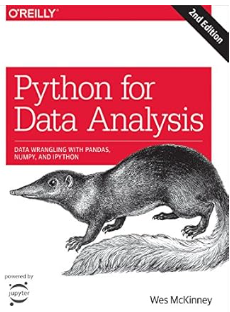 O'REILLY®
2nd Edition
Python for
Data Analysis
DATA WRANGLING WITH PANDAS,
NUMPY, AND IPYTHON
powered by
jupyter
Wes McKinney